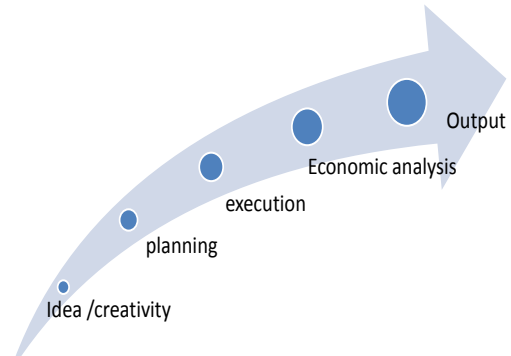 Output
Economic analysis
execution
planning
Idea /creativity